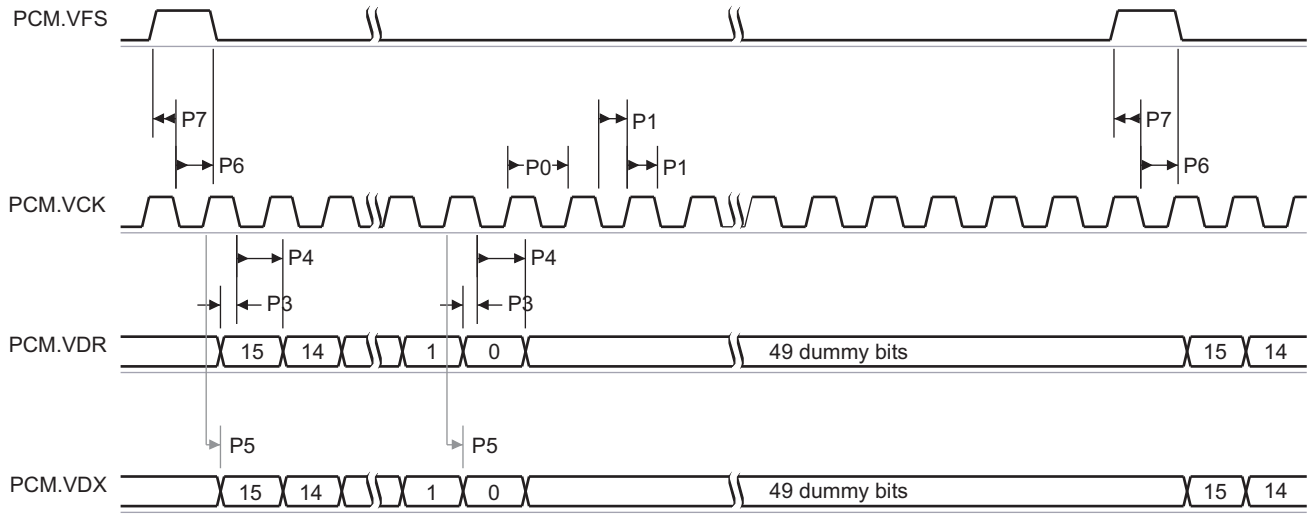 PCM.VFS
P7
P1
P7
P6
P0
P1
P6
PCM.VCK
P4
P4
P3
P3
PCM.VDR
15 14 1 0 49 dummy bits 15 14
P5
P5
PCM.VDX
15 14 1 0 49 dummy bits 15 14